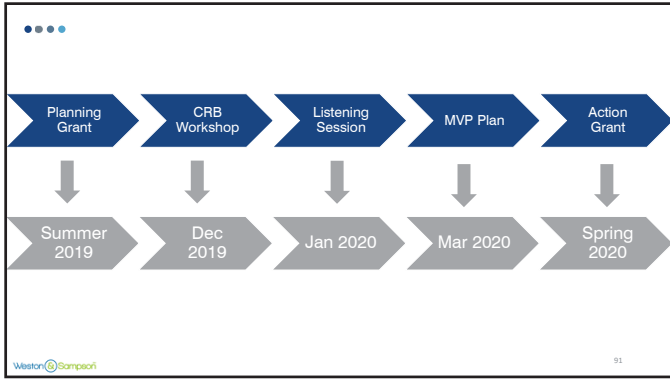 Planning
Grant
CRB
Workshop
Listening
Session
MVP Plan
Action
Grant
Summer
2019
Dec
2019
Jan 2020
Mar 2020
Spring
2020
Weston & Sampson
91